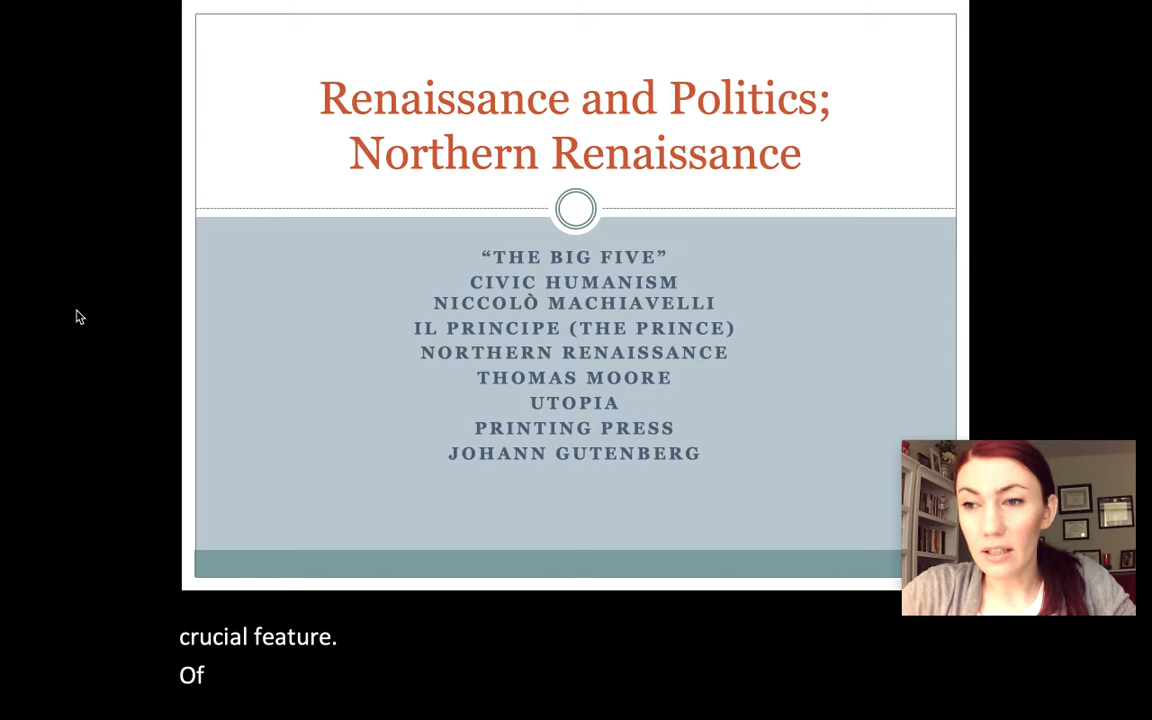 Renaissance and Politics;
Northern Renaissance
“THE BIG FIVE”
CIVIC HUMANISM
NICCOLÒ MACHIAVELLI
IL PRINCIPE (THE PRINCE)
NORTHERN RENAISSANCE
THOMAS MOORE
UTOPIA
PRINTING PRESS
JOHANN GUTENBERG
crucial feature.
Of